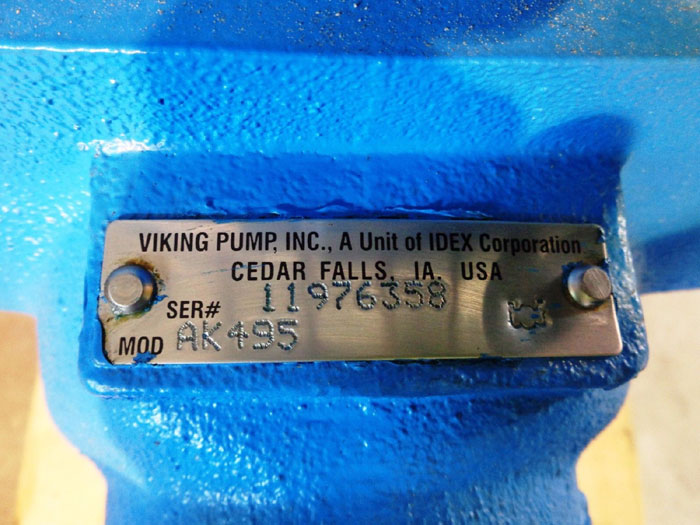 VIKING PUMP, INC., A Unit of IDEX Corporation
CEDAR FALLS, IA. USA
SER# 11976358
MOD AK495